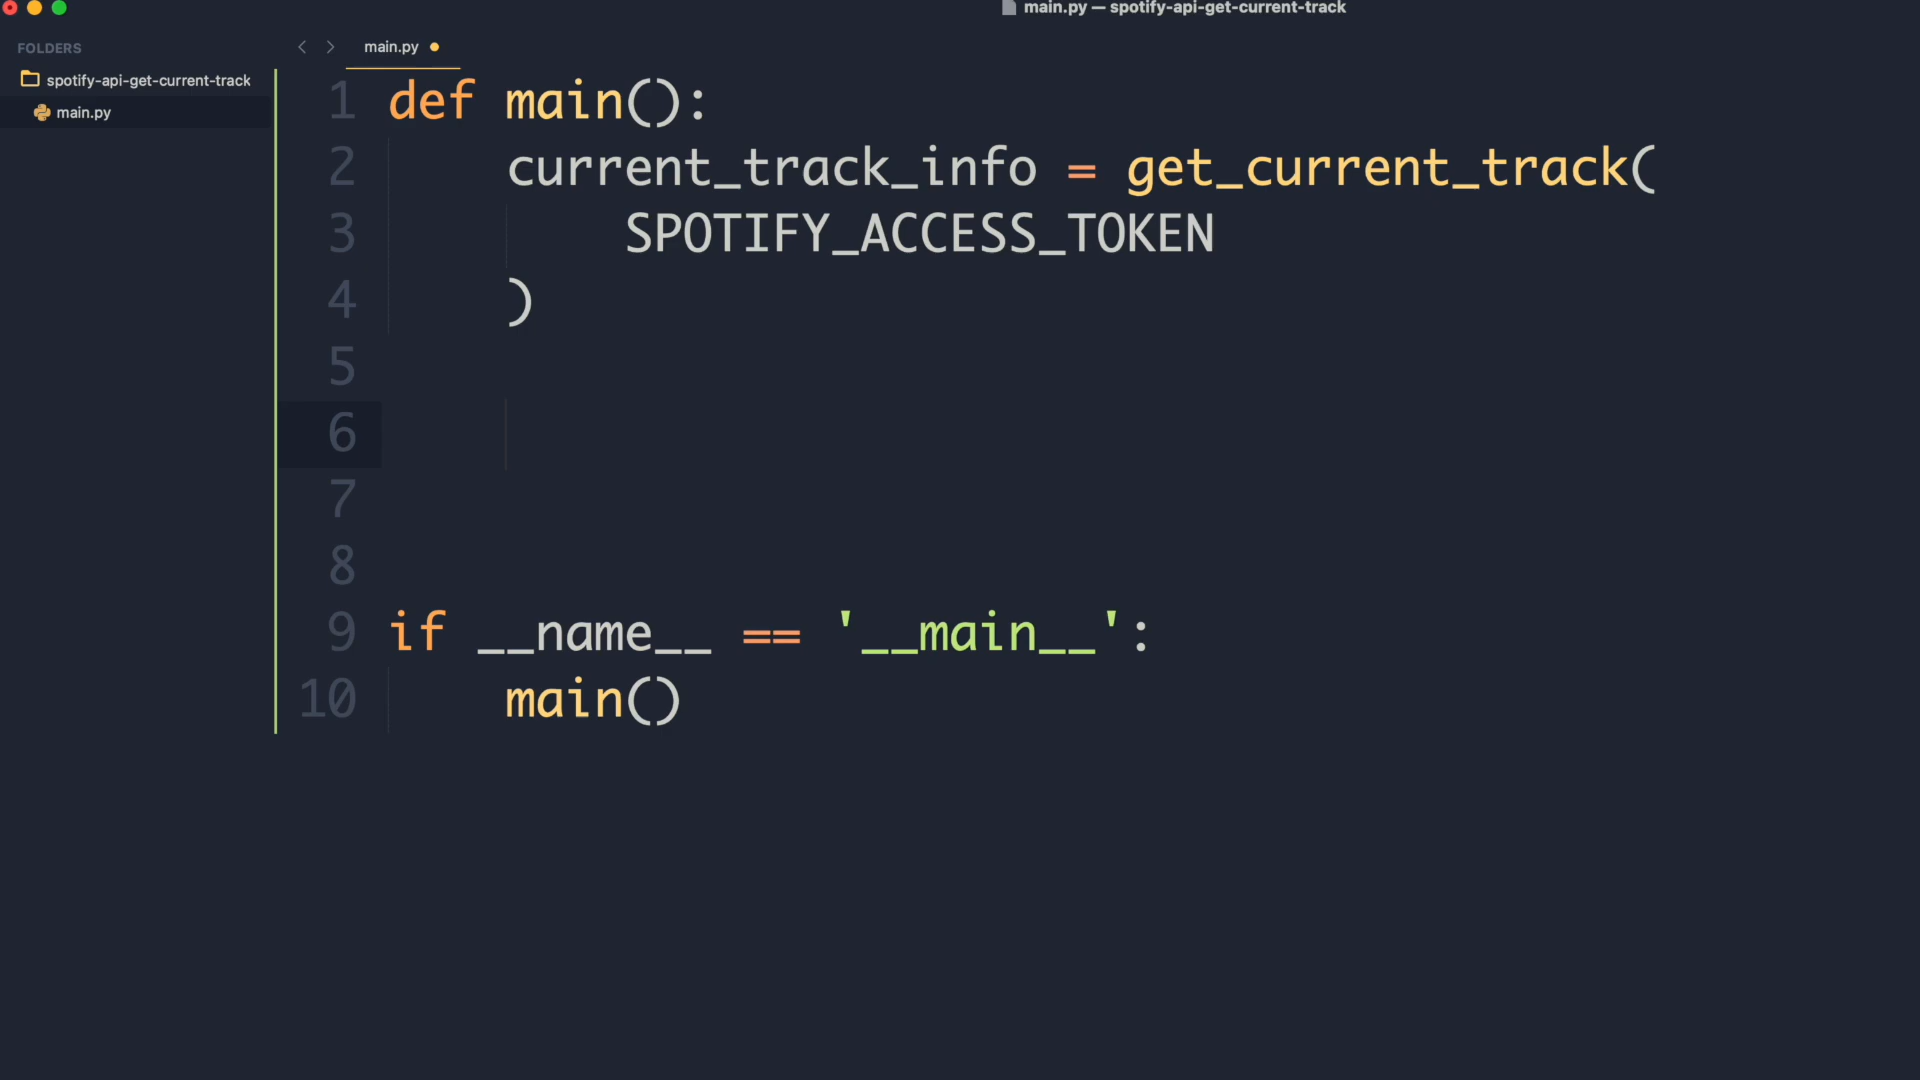 main.py — spotify-api-get-current-track
FOLDERS
spotify-api-get-current-track
main.py
main.py
1 def main():
2 current_track_info = get_current_track(
3 SPOTIFY_ACCESS_TOKEN
4 )
5
6
7
8
9 if __name__ == '__main__':
10 main()